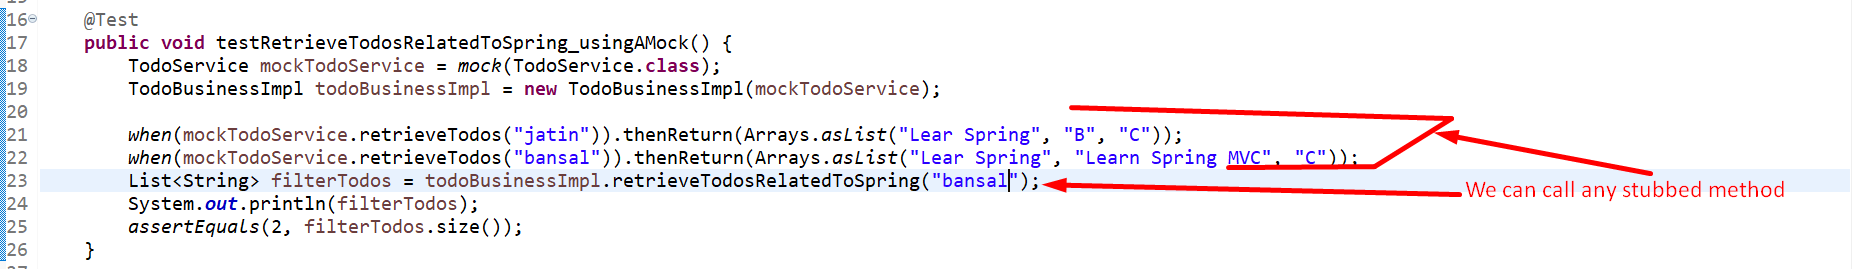 16 @Test
17 public void testRetrieveTodosRelatedToSpring_usingAMock() {
18 TodoService mockTodoService = mock(TodoService.class);
19 TodoBusinessImpl todoBusinessImpl = new TodoBusinessImpl(mockTodoService);
20
21 when(mockTodoService.retrieveTodos("jatin")).thenReturn(Arrays.asList("Lear Spring", "B", "C"));
22 when(mockTodoService.retrieveTodos("bansal")).thenReturn(Arrays.asList("Lear Spring", "Learn Spring MVC", "C"));
23 List<String> filterTodos = todoBusinessImpl.retrieveTodosRelatedToSpring("bansal");
We can call any stubbed method
24 System.out.println(filterTodos);
25 assertEquals(2, filterTodos.size());
26 }